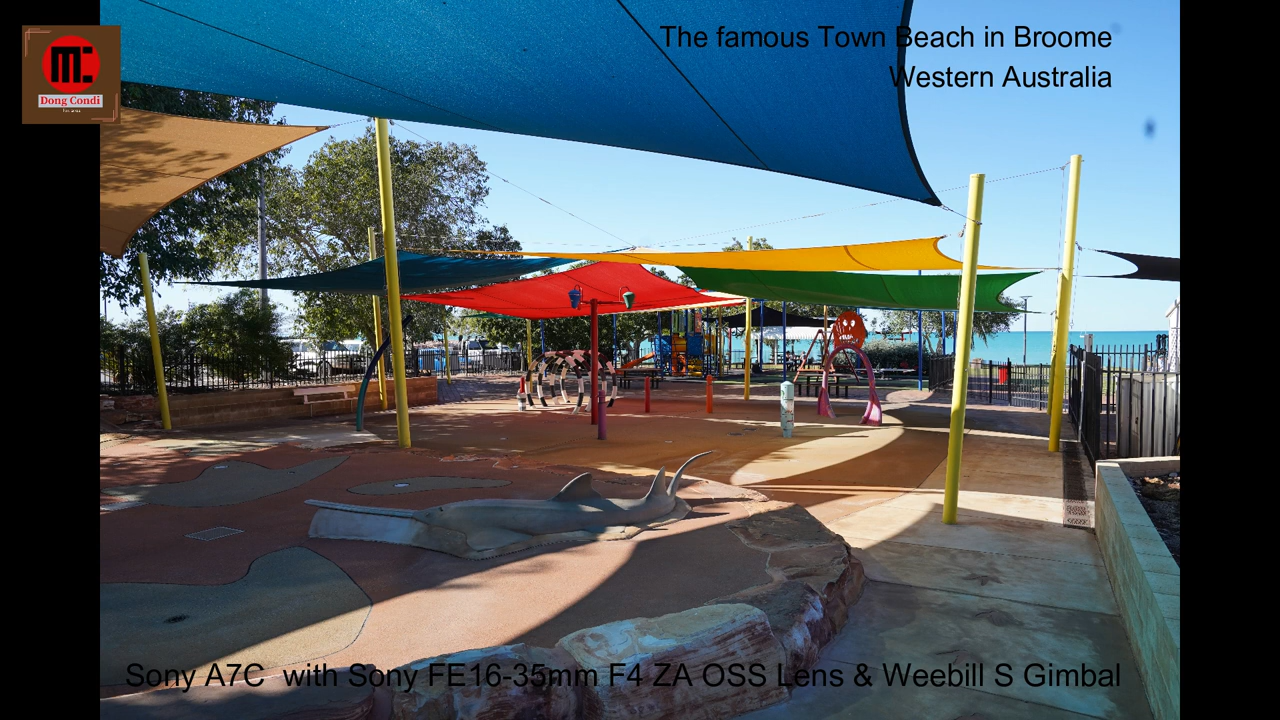 The famous Town Beach in Broome
Western Australia
Dong Condi
Sony A7C  with Sony FE16-35mm F4 ZA OSS Lens & Weebill S Gimbal